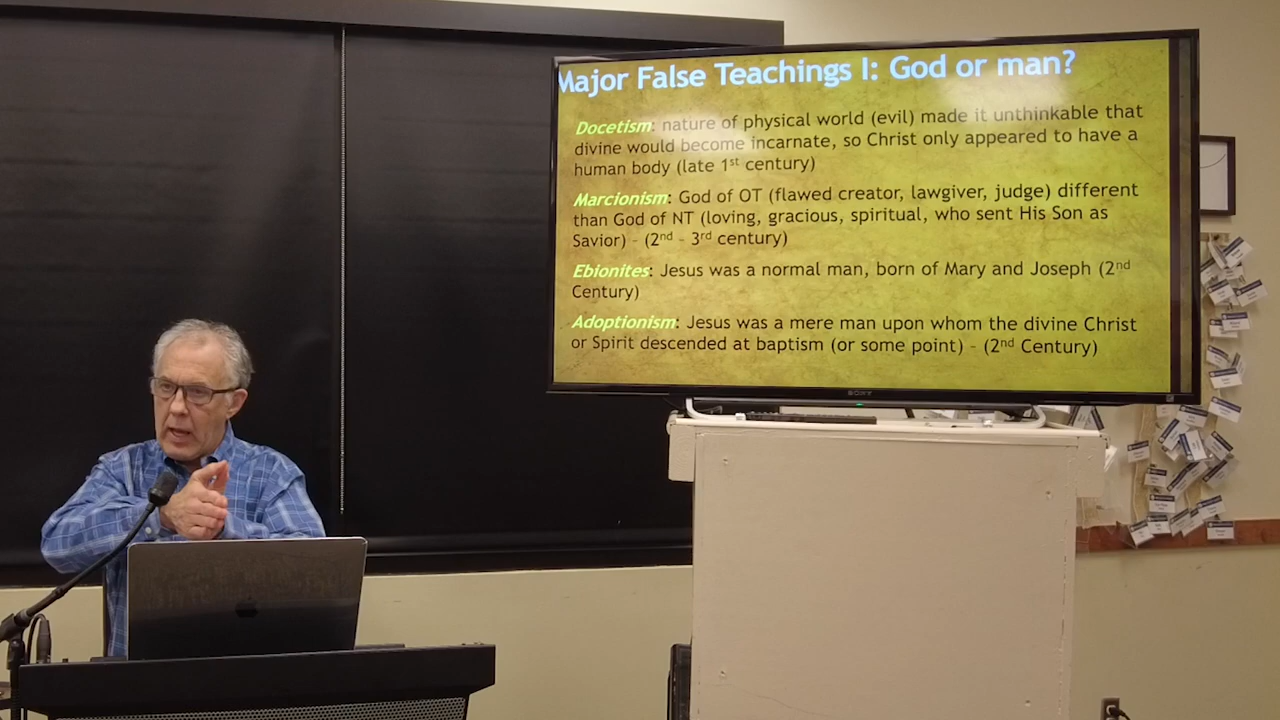 Major False Teachings I: God or man?
Docetism: nature of physical world (evil) made it unthinkable that
divine would become incarnate, so Christ only appeared to have a
human body (late 1st century)
Marcionism: God of OT (flawed creator, lawgiver, judge) different
than God of NT (loving, gracious, spiritual, who sent His Son as
Savior) - (2nd - 3rd century)
Ebionites: Jesus was a normal man, born of Mary and Joseph (2nd
Century)
Adoptionism: Jesus was a mere man upon whom the divine Christ
or Spirit descended at baptism (or some point) - (2nd Century)
SONY